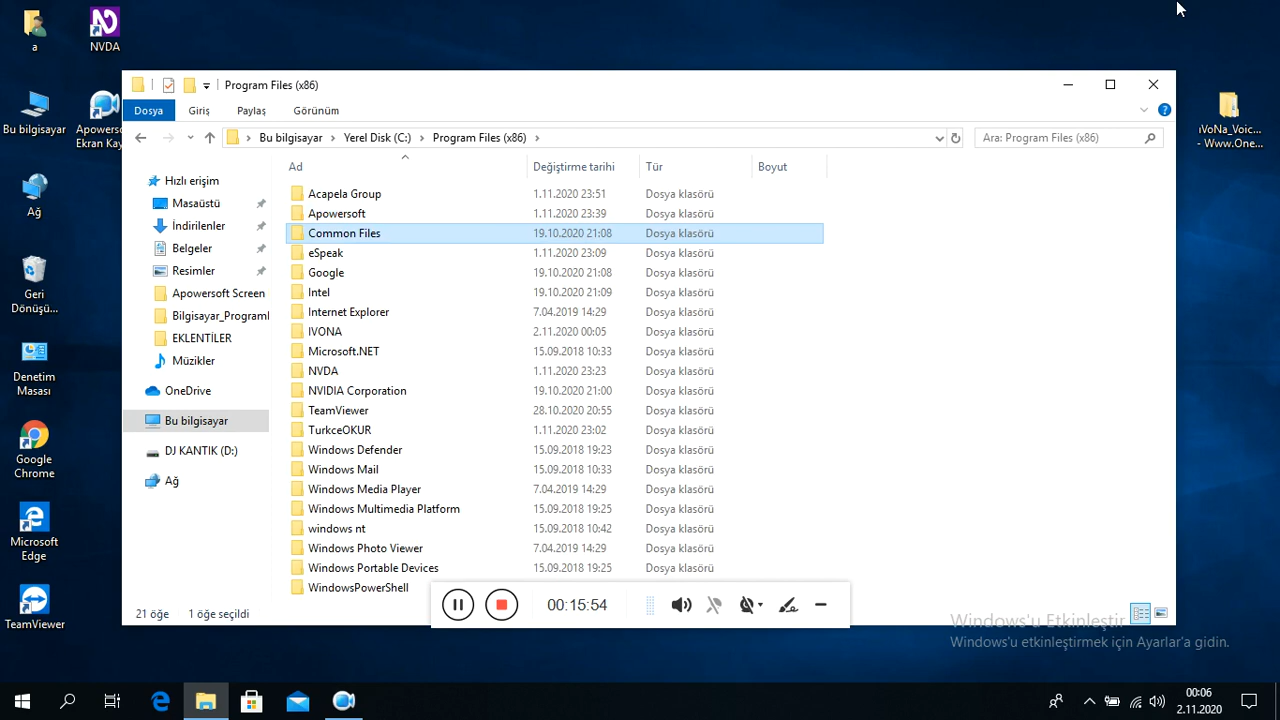 a
NVDA
Bu bilgisayar
Apowersoft
Ekran Kay
Ağ
Geri
Dönüşü...
Denetim
Masası
Google
Chrome
Microsoft
Edge
TeamViewer
iVoNa_Voic...
- Www.One...
Program Files (x86)
Dosya
Giriş
Paylaş
Görünüm
Bu bilgisayar > Yerel Disk (C:) > Program Files (x86) >
Ara: Program Files (x86)
Hızlı erişim
Masaüstü
İndirilenler
Belgeler
Resimler
Apowersoft Screen
Bilgisayar_Programl
EKLENTİLER
Müzikler
OneDrive
Bu bilgisayar
DJ KANTIK (D:)
Ağ
Ad Değiştirme tarihi Tür Boyut
Acapela Group 1.11.2020 23:51 Dosya klasörü
Apowersoft 1.11.2020 23:39 Dosya klasörü
Common Files 19.10.2020 21:08 Dosya klasörü
eSpeak 1.11.2020 23:09 Dosya klasörü
Google 19.10.2020 21:08 Dosya klasörü
Intel 19.10.2020 21:09 Dosya klasörü
Internet Explorer 7.04.2019 14:29 Dosya klasörü
IVONA 2.11.2020 00:05 Dosya klasörü
Microsoft.NET 15.09.2018 10:33 Dosya klasörü
NVDA 1.11.2020 23:23 Dosya klasörü
NVIDIA Corporation 19.10.2020 21:00 Dosya klasörü
TeamViewer 28.10.2020 20:55 Dosya klasörü
TurkceOKUR 1.11.2020 23:02 Dosya klasörü
Windows Defender 15.09.2018 19:23 Dosya klasörü
Windows Mail 15.09.2018 10:33 Dosya klasörü
Windows Media Player 7.04.2019 14:29 Dosya klasörü
Windows Multimedia Platform 15.09.2018 19:25 Dosya klasörü
windows nt 15.09.2018 10:42 Dosya klasörü
Windows Photo Viewer 7.04.2019 14:29 Dosya klasörü
Windows Portable Devices 15.09.2018 19:25 Dosya klasörü
WindowsPowerShell
00:15:54
21 öğe 1 öğe seçildi
Windows'u Etkinleştir
Windows'u etkinleştirmek için Ayarlar'a gidin.
00:06
2.11.2020